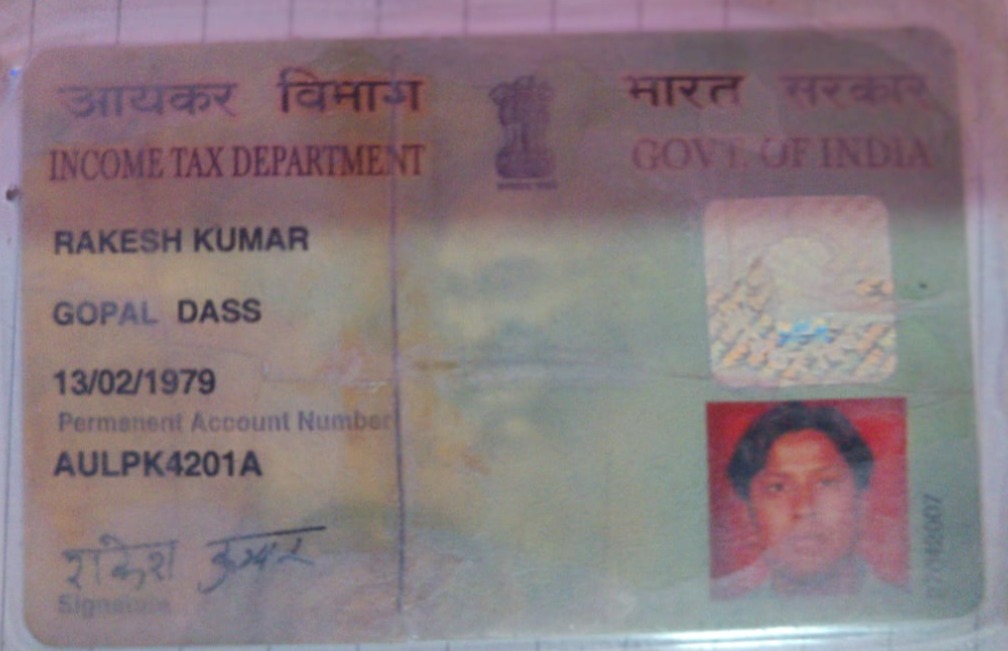 आयकर विभाग भारत सरकार
INCOME TAX DEPARTMENT GOVT. OF INDIA
RAKESH KUMAR
GOPAL DASS
13/02/1979
Permanent Account Number
AULPK4201A
राकेश कुमार
Signature